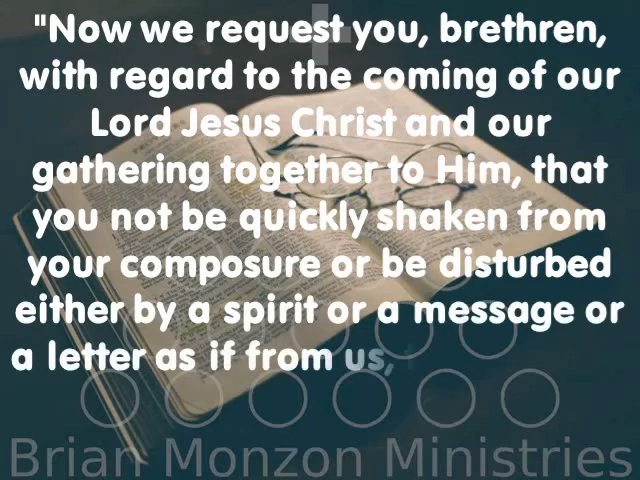 "Now we request you, brethren,
with regard to the coming of our
Lord Jesus Christ and our
gathering together to Him, that
you not be quickly shaken from
your composure or be disturbed
either by a spirit or a message or
a letter as if from us,
Brian Monzon Ministries